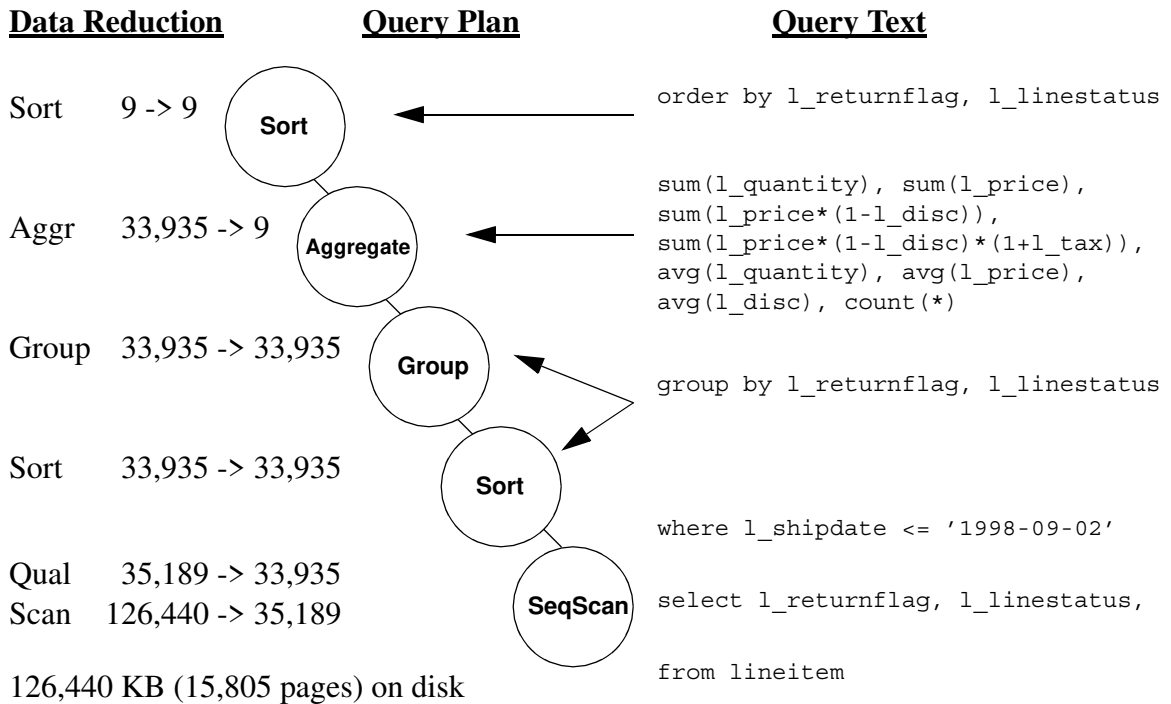 Data Reduction Query Plan Query Text
Sort 9 -> 9
Sort
order by l_returnflag, l_linestatus
Aggr 33,935 -> 9
Aggregate
sum(l_quantity), sum(l_price),
sum(l_price*(1-l_disc)),
sum(l_price*(1-l_disc)*(1+l_tax)),
avg(l_quantity), avg(l_price),
avg(l_disc), count(*)
Group 33,935 -> 33,935
Group
group by l_returnflag, l_linestatus
Sort 33,935 -> 33,935
Sort
where l_shipdate <= ’1998-09-02’
Qual 35,189 -> 33,935
Scan 126,440 -> 35,189
SeqScan
select l_returnflag, l_linestatus,
from lineitem
126,440 KB (15,805 pages) on disk